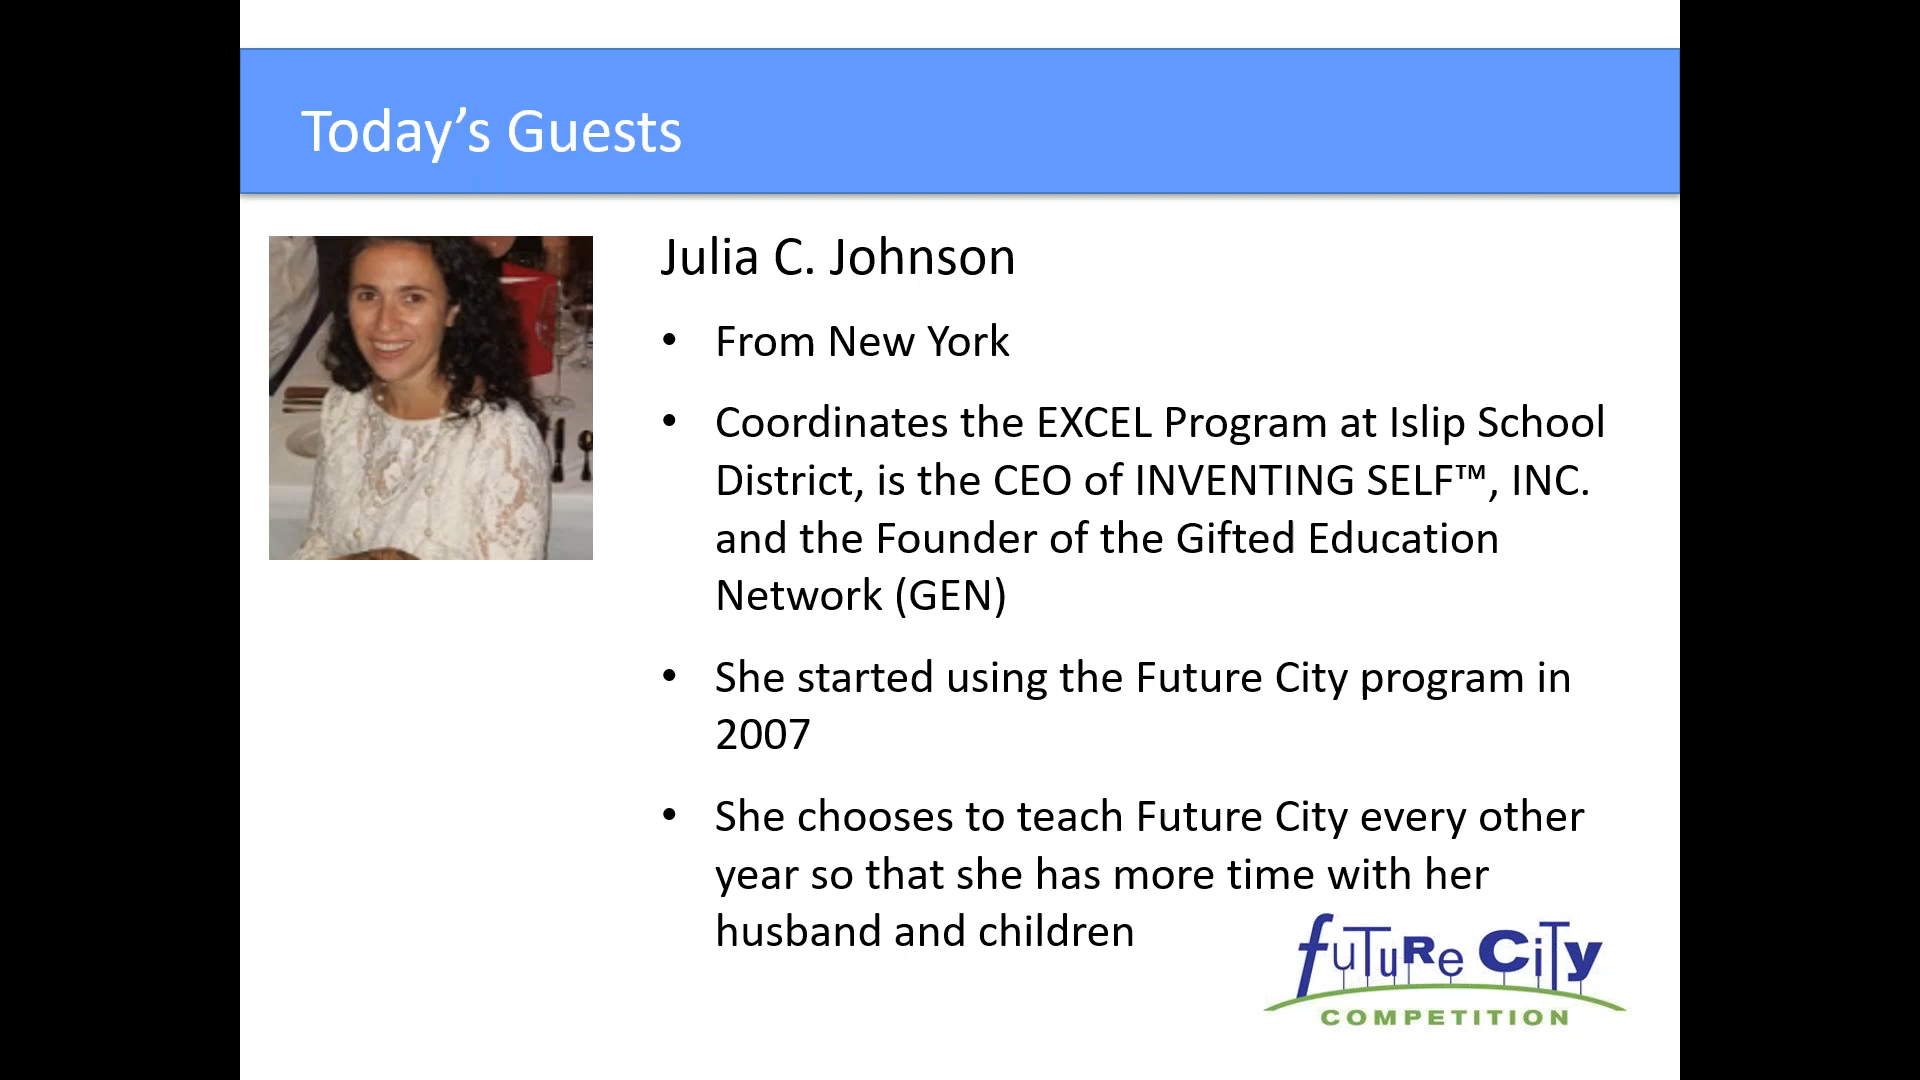 Today’s Guests
Julia C. Johnson
• From New York
• Coordinates the EXCEL Program at Islip School
District, is the CEO of INVENTING SELF™, INC.
and the Founder of the Gifted Education
Network (GEN)
• She started using the Future City program in
2007
• She chooses to teach Future City every other
year so that she has more time with her
husband and children
fuTuRe CiTy
COMPETITION